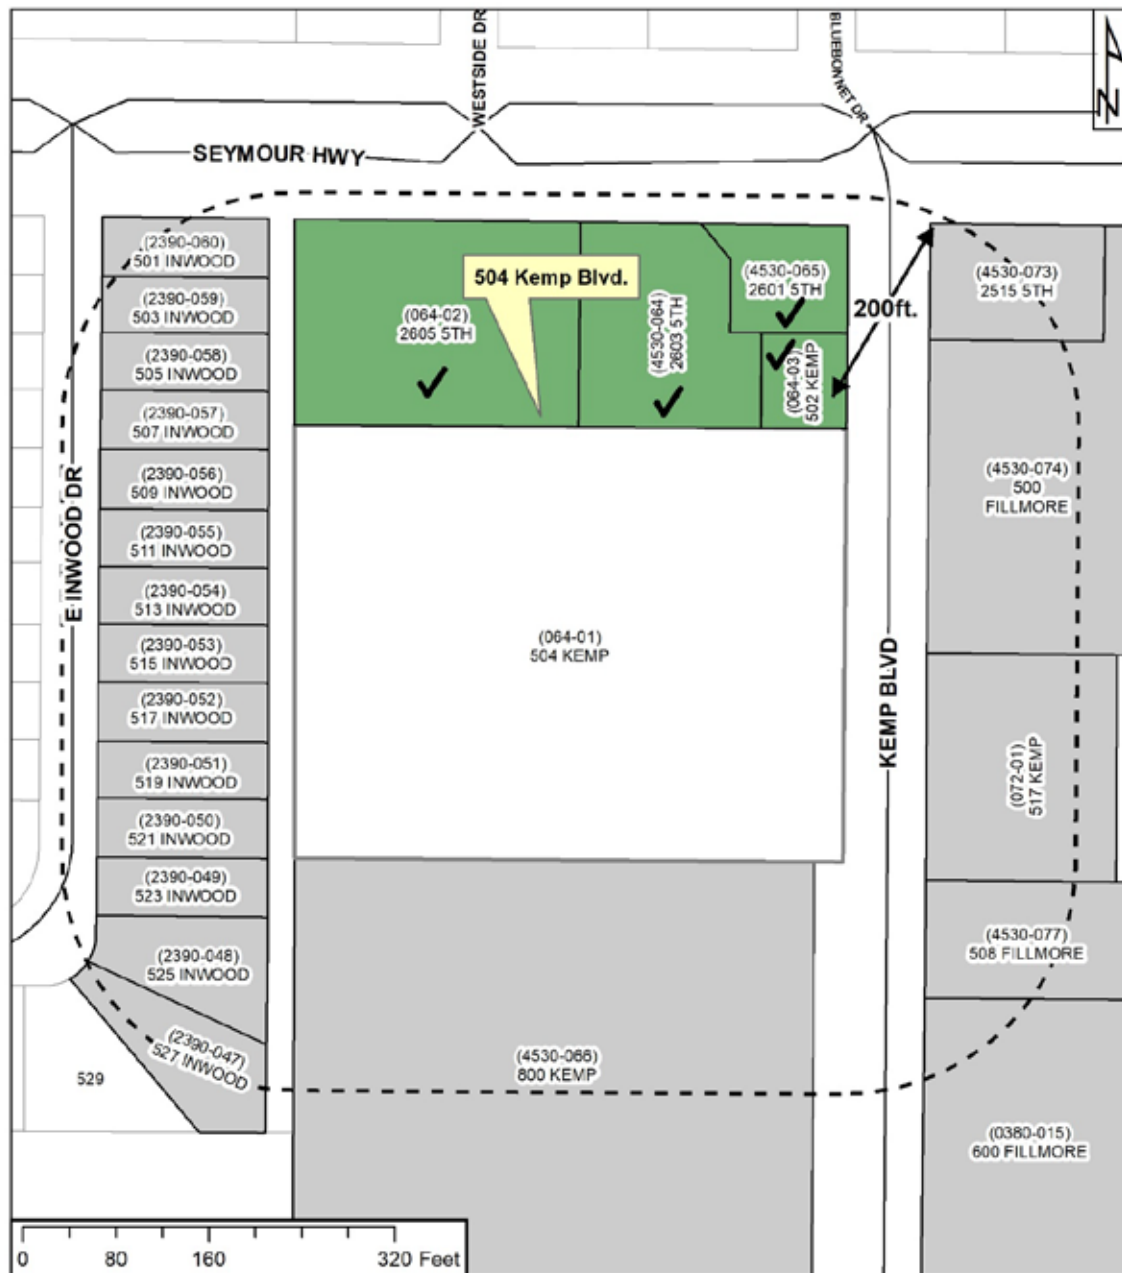 WESTSIDE DR
BLUEBONNET DR
N
SEYMOUR HWY
(2390-060)
501 INWOOD
(2390-059)
503 INWOOD
(2390-058)
505 INWOOD
(2390-057)
507 INWOOD
(2390-056)
509 INWOOD
(2390-055)
511 INWOOD
(2390-054)
513 INWOOD
(2390-053)
515 INWOOD
(2390-052)
517 INWOOD
(2390-051)
519 INWOOD
(2390-050)
521 INWOOD
(2390-049)
523 INWOOD
(2390-048)
525 INWOOD
(2390-047)
527 INWOOD
529
E INWOOD DR
504 Kemp Blvd.
(064-02)
2605 5TH
(4530-064)
2603 5TH
(4530-065)
2601 5TH
(064-03)
502 KEMP
200ft.
(064-01)
504 KEMP
(4530-066)
800 KEMP
KEMP BLVD
(4530-073)
2515 5TH
(4530-074)
500
FILLMORE
(072-01)
517 KEMP
(4530-077)
508 FILLMORE
(0380-015)
600 FILLMORE
0 80 160 320 Feet